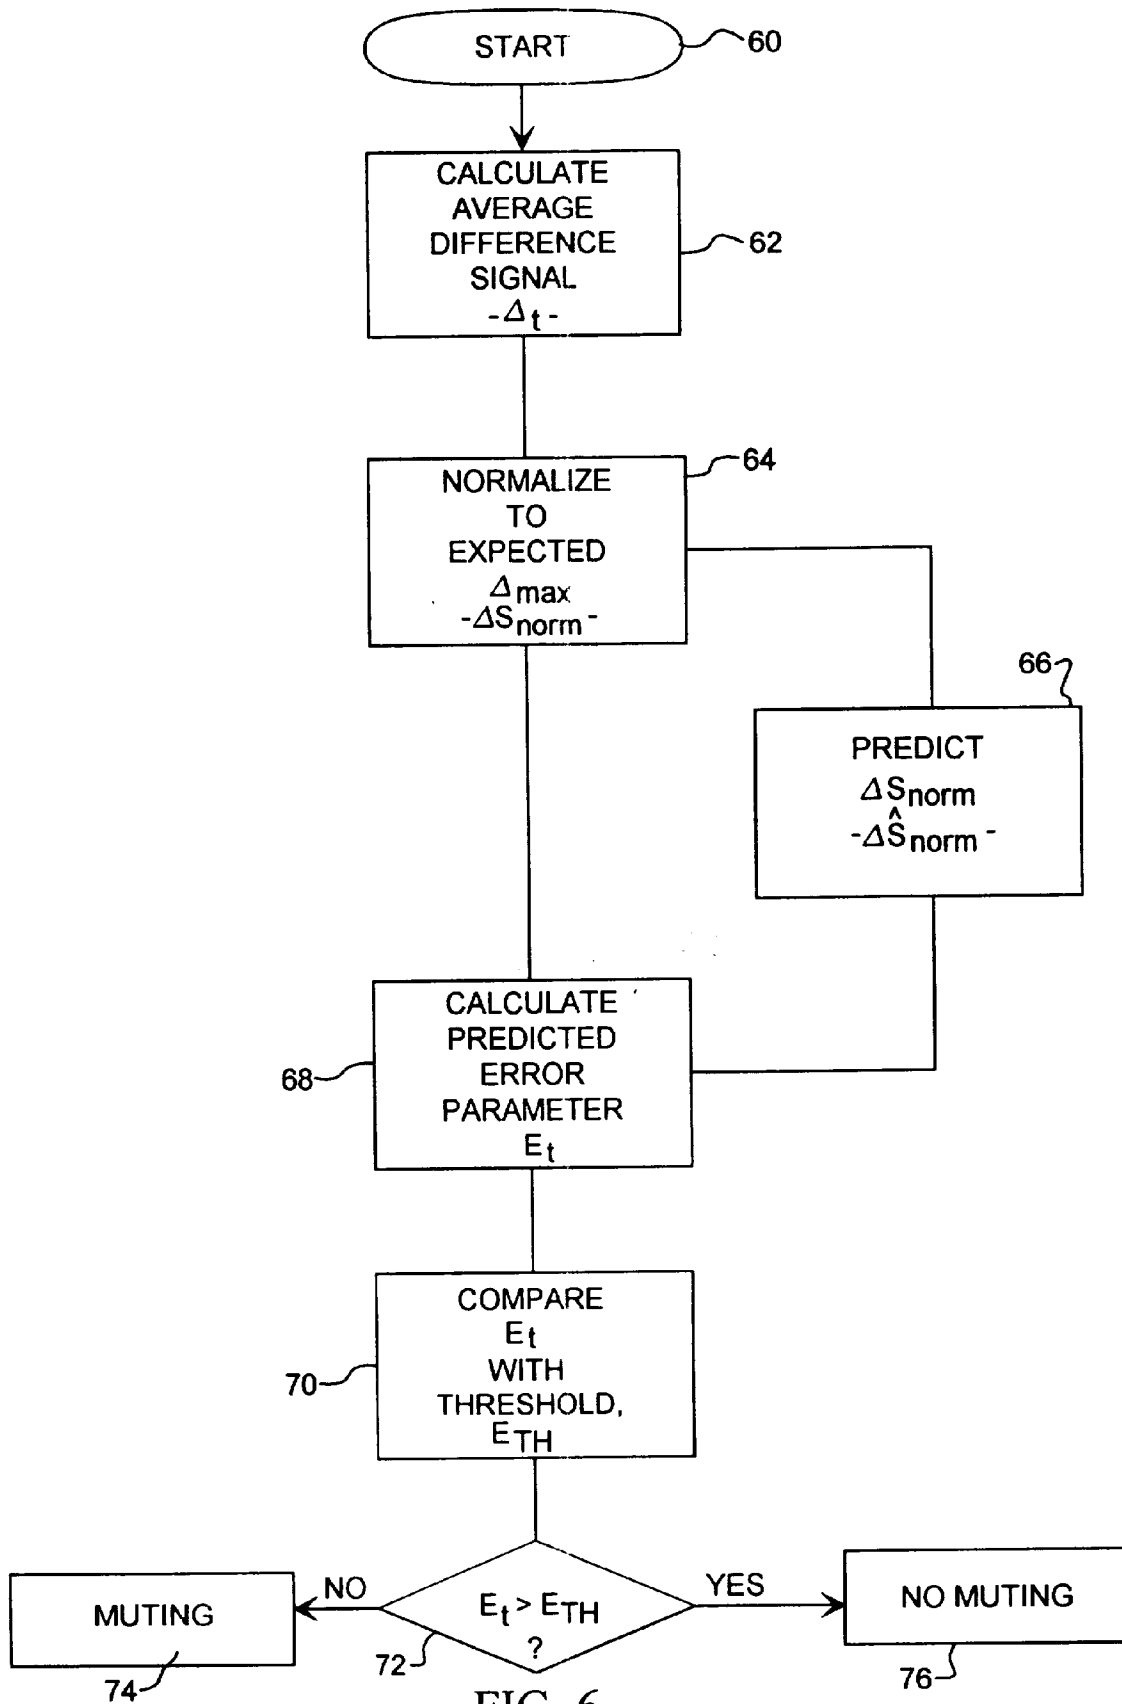 START
60
CALCULATE
AVERAGE
DIFFERENCE
SIGNAL
-Δt-
62
NORMALIZE
TO
EXPECTED
Δmax
-ΔSnorm-
64
66
PREDICT
ΔSnorm
-ΔŜnorm-
CALCULATE
PREDICTED
ERROR
PARAMETER
Et
68
COMPARE
Et
WITH
THRESHOLD,
ETH
70
Et > ETH
?
72
NO
YES
MUTING
74
NO MUTING
76
FIG. 6